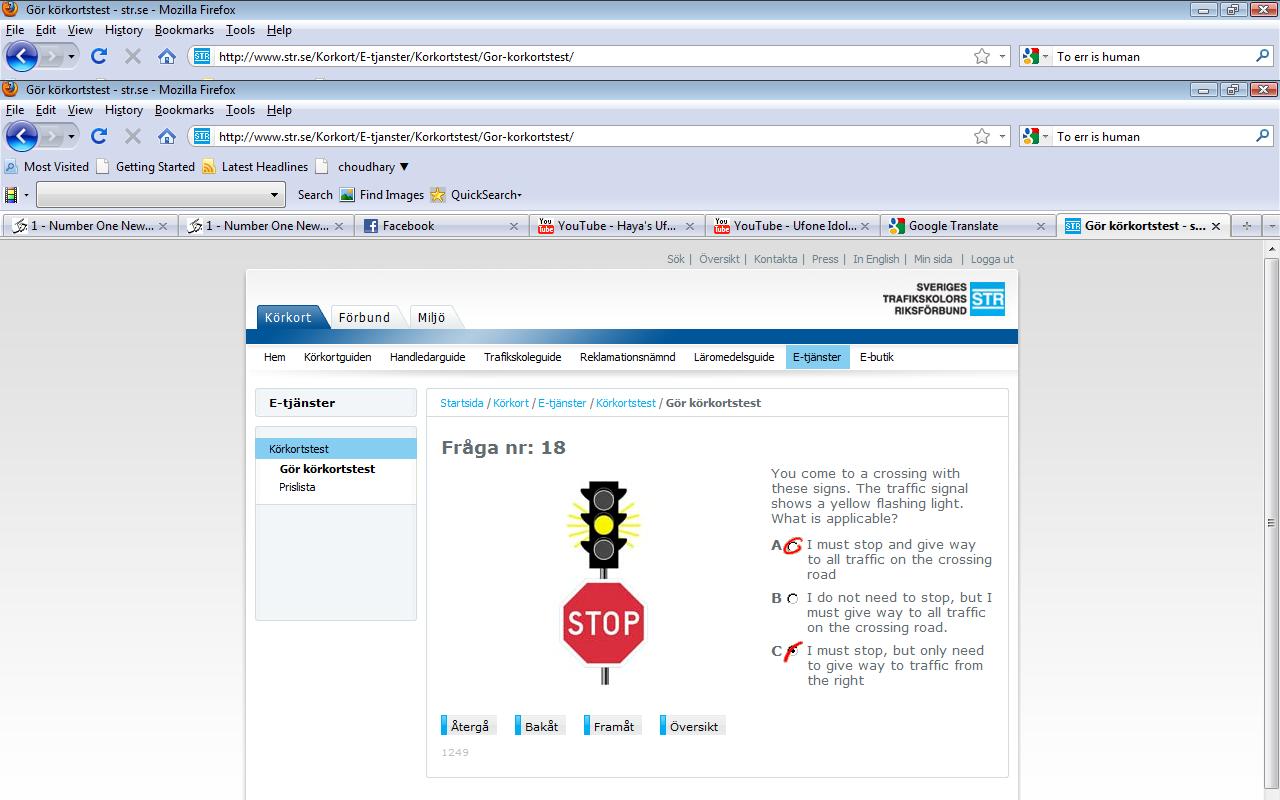 Gör körkortstest - str.se - Mozilla Firefox
File Edit View History Bookmarks Tools Help
STR http://www.str.se/Korkort/E-tjanster/Korkortstest/Gor-korkortstest/ To err is human
Gör körkortstest - str.se - Mozilla Firefox
File Edit View History Bookmarks Tools Help
STR http://www.str.se/Korkort/E-tjanster/Korkortstest/Gor-korkortstest/ To err is human
Most Visited Getting Started Latest Headlines choudhary
Search Find Images QuickSearch
1 - Number One New... 1 - Number One New... Facebook You Tube YouTube - Haya's Uf... You Tube YouTube - Ufone Idol... Google Translate STR Gör körkortstest - s...
Sök | Översikt | Kontakta | Press | In English | Min sida | Logga ut
SVERIGES
TRAFIKSKOLORS STR
RIKSFÖRBUND
Körkort Förbund Miljö
Hem Körkortguiden Handledarguide Trafikskoleguide Reklamationsnämnd Läromedelsguide E-tjänster E-butik
E-tjänster
Körkortstest
Gör körkortstest
Prislista
Startsida / Körkort / E-tjänster / Körkortstest / Gör körkortstest
Fråga nr: 18
STOP
You come to a crossing with
these signs. The traffic signal
shows a yellow flashing light.
What is applicable?
A I must stop and give way
to all traffic on the crossing
road
B I do not need to stop, but I
must give way to all traffic
on the crossing road.
C I must stop, but only need
to give way to traffic from
the right
Återgå Bakåt Framåt Översikt
1249